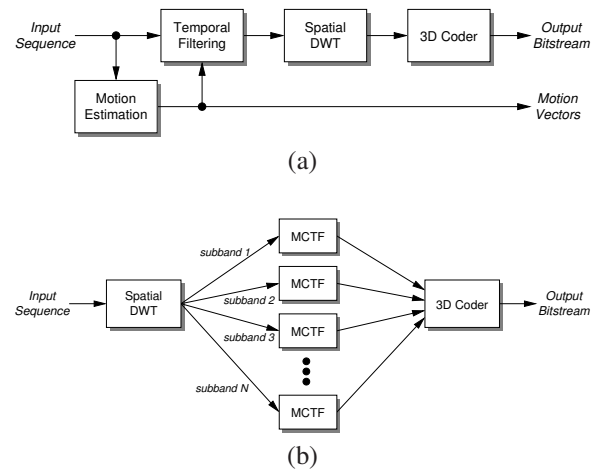 Input
Sequence
Temporal
Filtering
Spatial
DWT
3D Coder
Output
Bitstream
Motion
Estimation
Motion
Vectors
(a)
Input
Sequence
Spatial
DWT
subband 1
subband 2
subband 3
subband N
MCTF
MCTF
MCTF
MCTF
3D Coder
Output
Bitstream
(b)